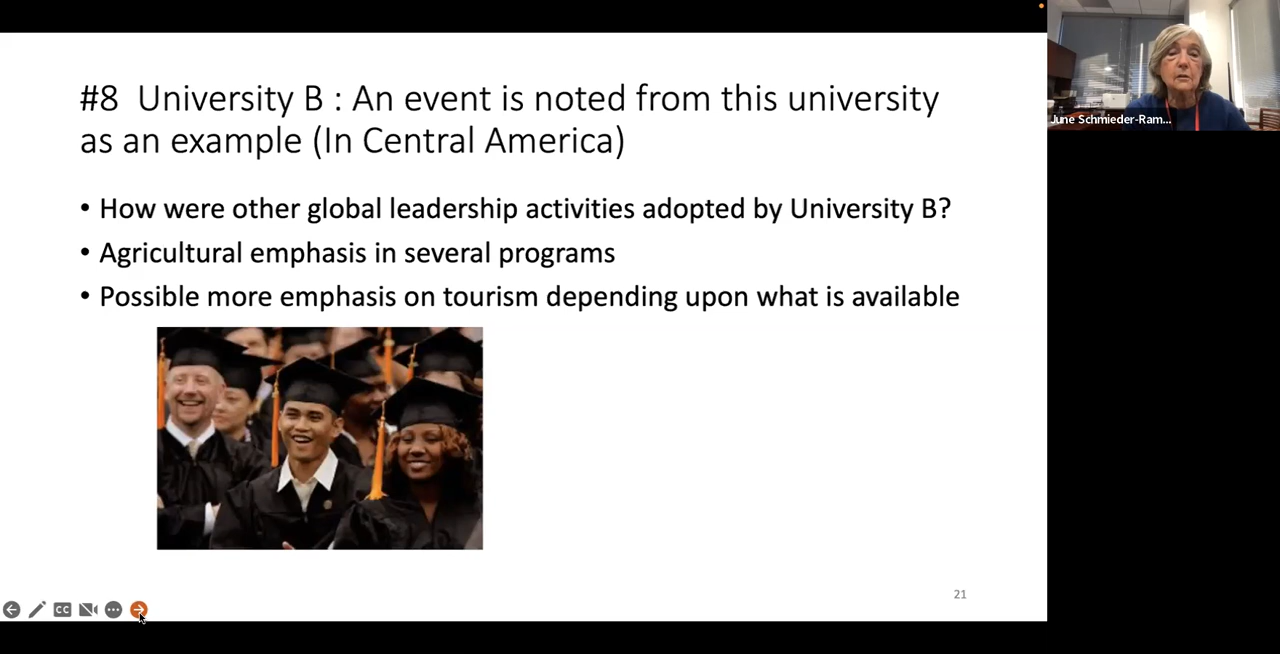 #8  University B : An event is noted from this university
as an example (In Central America)
• How were other global leadership activities adopted by University B?
• Agricultural emphasis in several programs
• Possible more emphasis on tourism depending upon what is available
21
CC
June Schmieder-Ram...